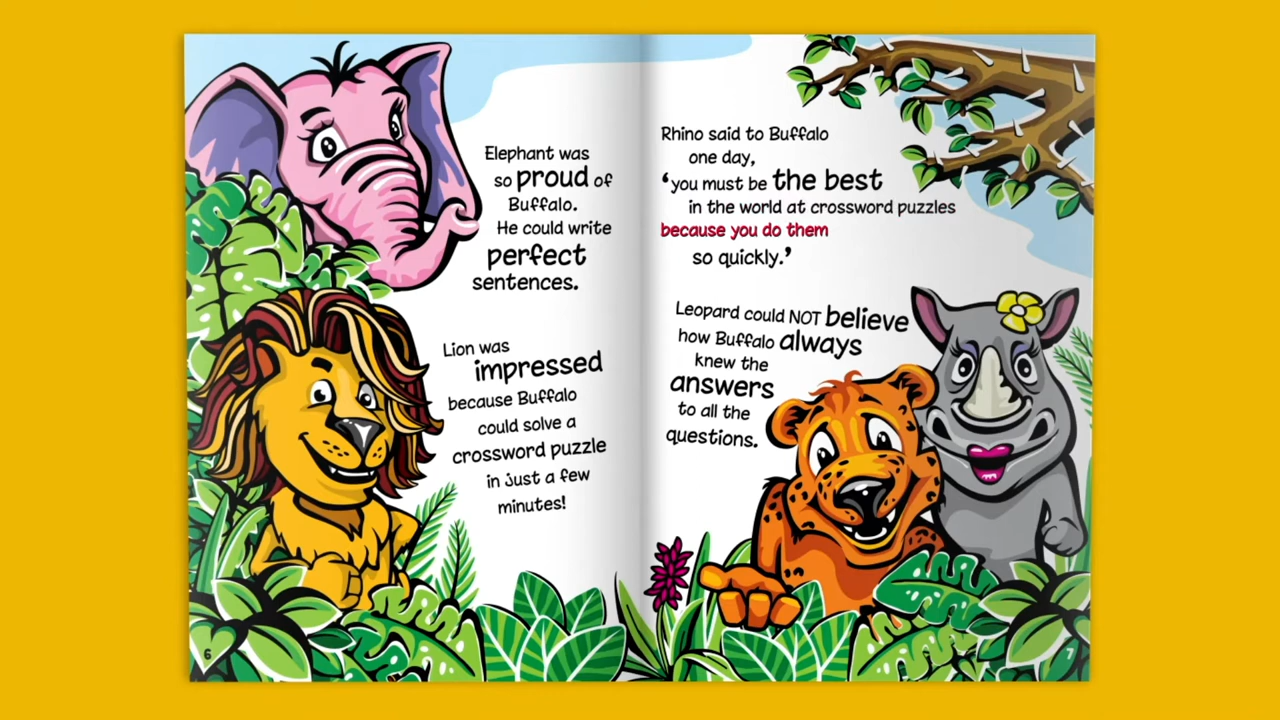 Elephant was
so proud of
Buffalo.
He could write
perfect
sentences.
Lion was
impressed
because Buffalo
could solve a
crossword puzzle
in just a few
minutes!
6
Rhino said to Buffalo
one day,
‘you must be the best
in the world at crossword puzzles
because you do them
so quickly.’
Leopard could NOT believe
how Buffalo always
knew the
answers
to all the
questions.
7